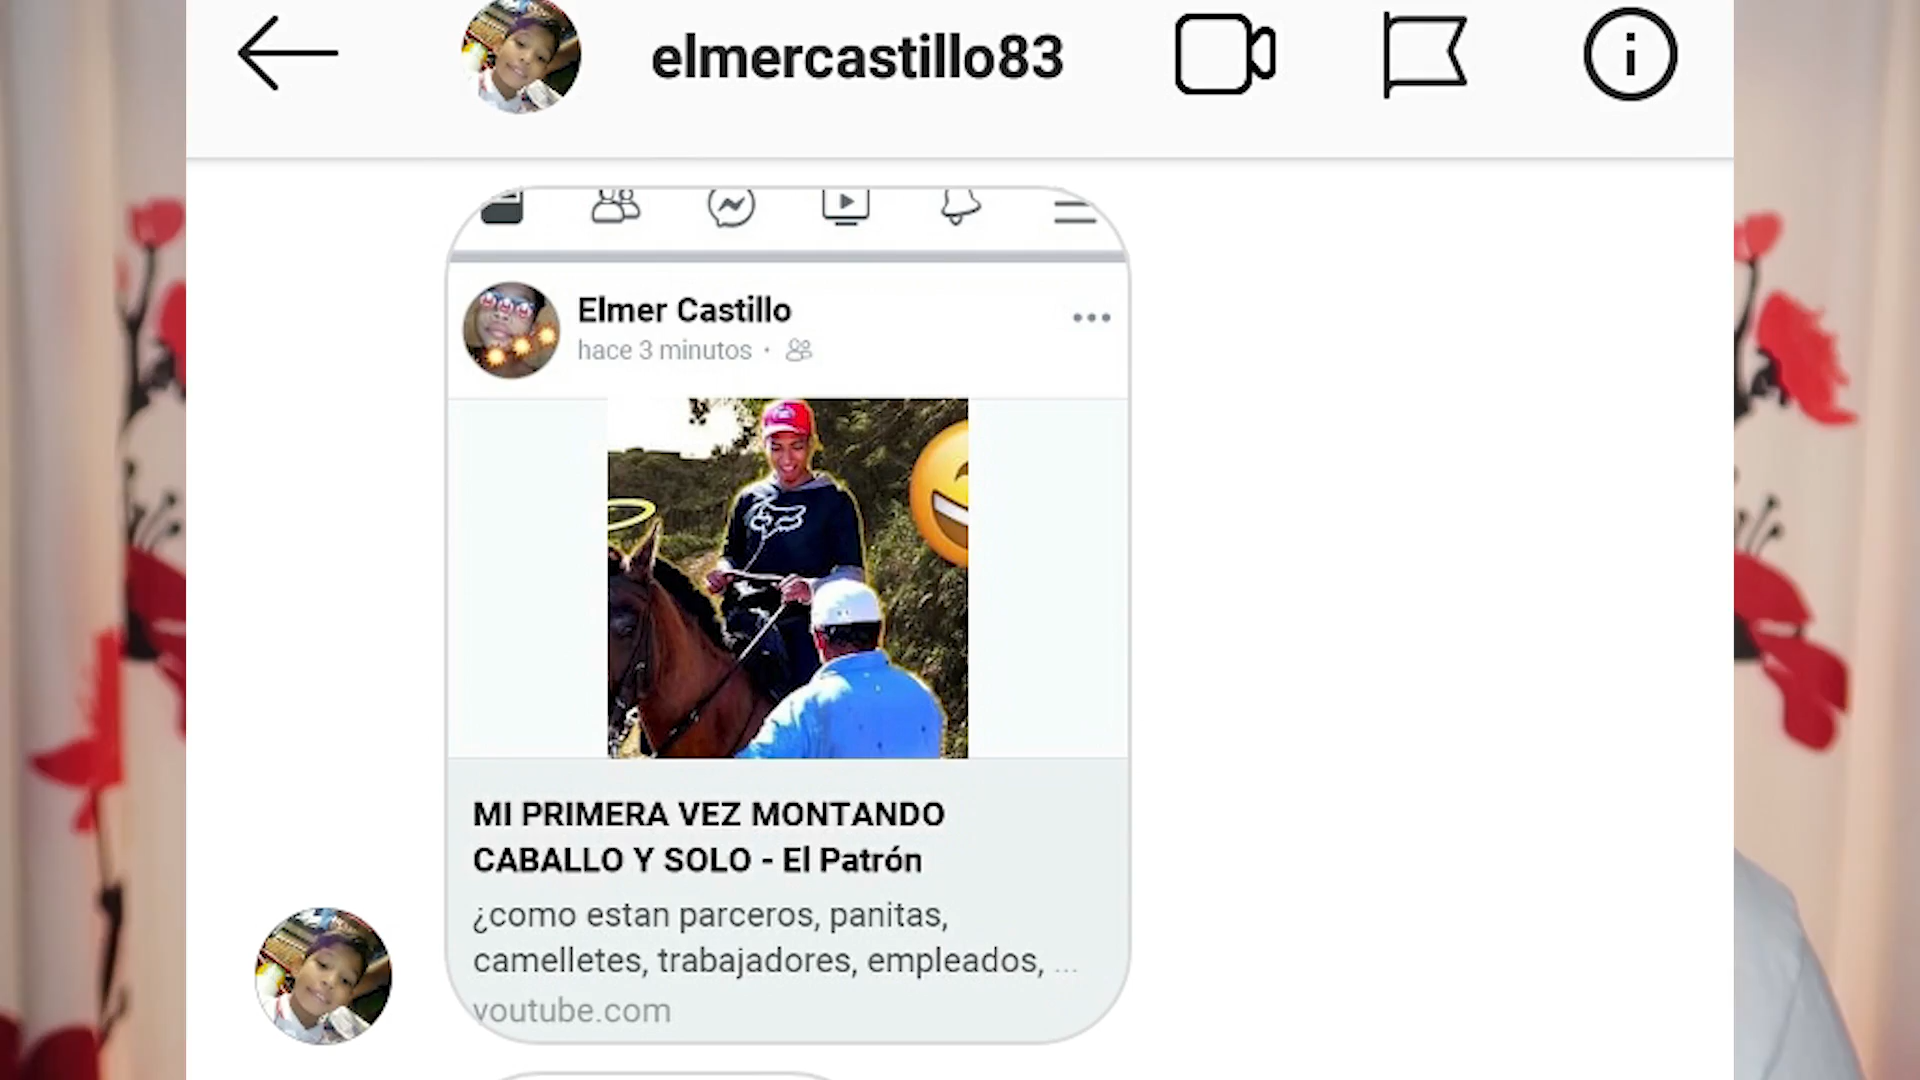 elmercastillo83
Elmer Castillo
hace 3 minutos
MI PRIMERA VEZ MONTANDO
CABALLO Y SOLO - El Patrón
¿como estan parceros, panitas,
camelletes, trabajadores, empleados, ...
youtube.com